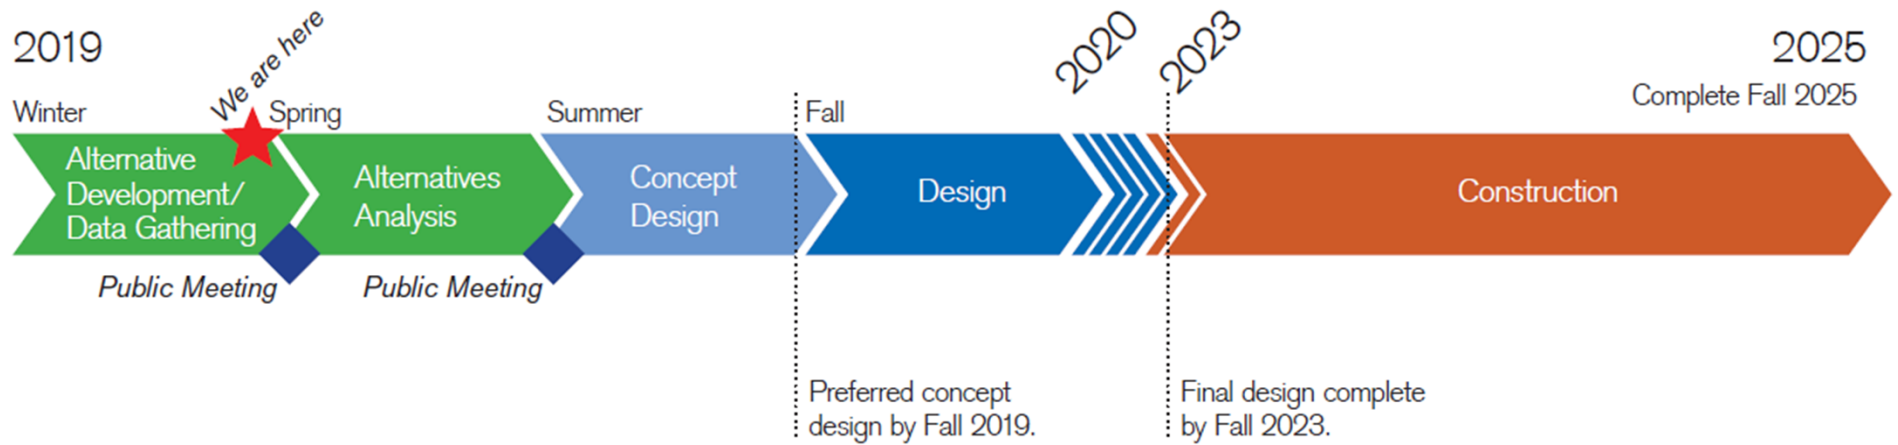 2019
We are here
2020
2023
2025
Complete Fall 2025
Winter
Spring
Summer
Fall
Alternative
Development/
Data Gathering
Alternatives
Analysis
Concept
Design
Design
Construction
Public Meeting
Public Meeting
Preferred concept
design by Fall 2019.
Final design complete
by Fall 2023.